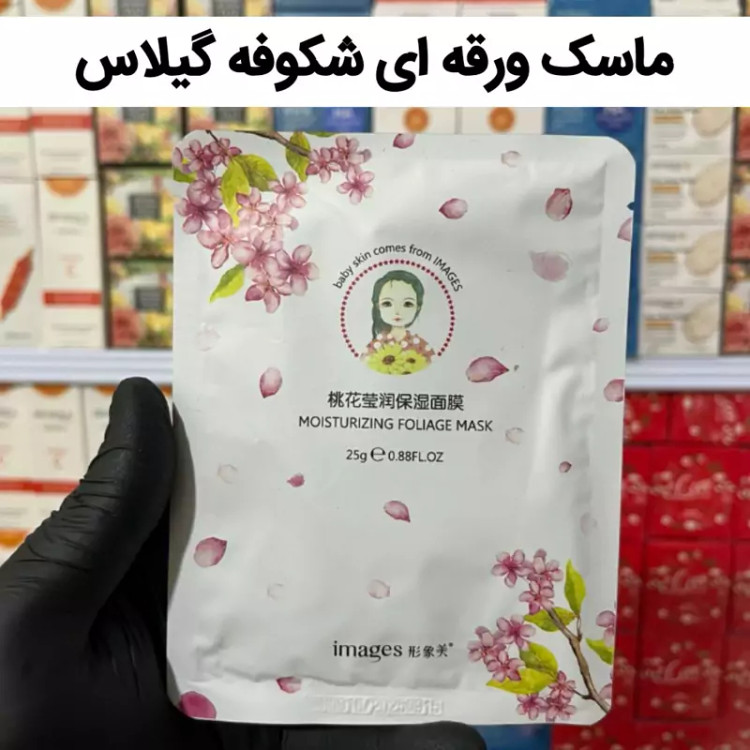 ماسک ورقه ای شکوفه گیلاس
baby skin comes from IMAGES
桃花莹润保湿面膜
MOISTURIZING FOLIAGE MASK
25g ℮ 0.88FL.OZ
images 形象美®